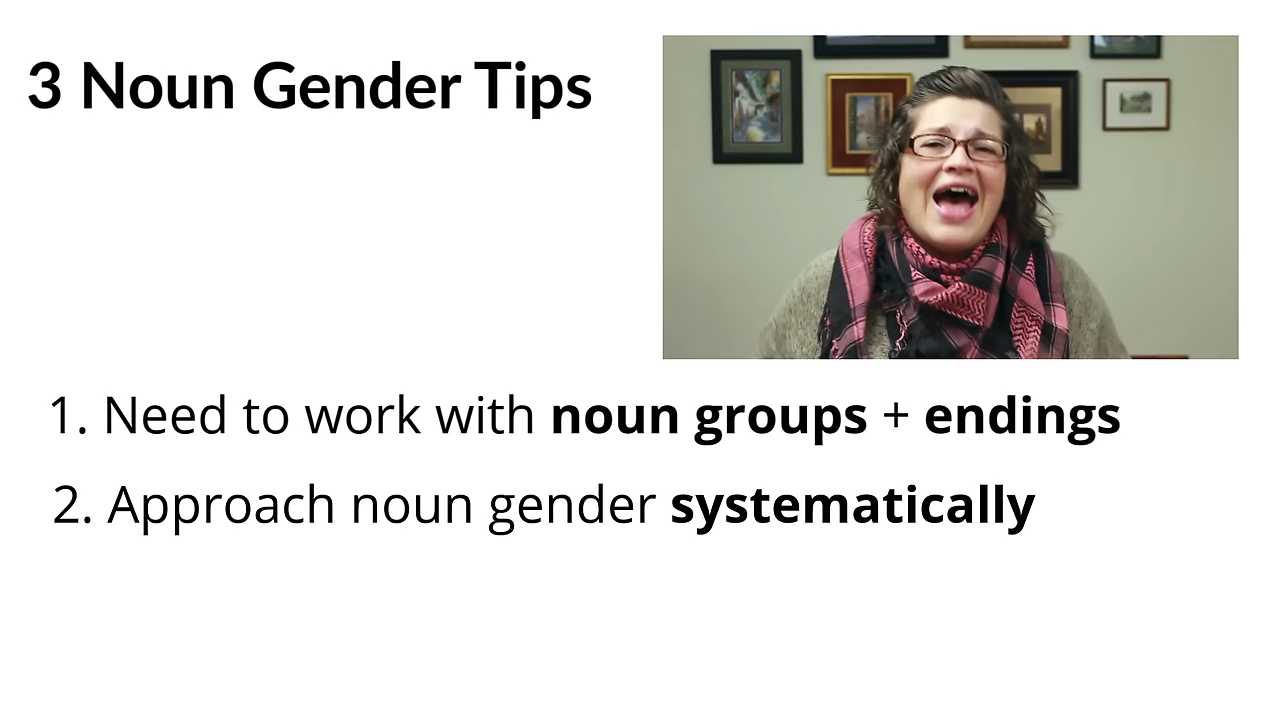 3 Noun Gender Tips
1. Need to work with noun groups + endings
2. Approach noun gender systematically